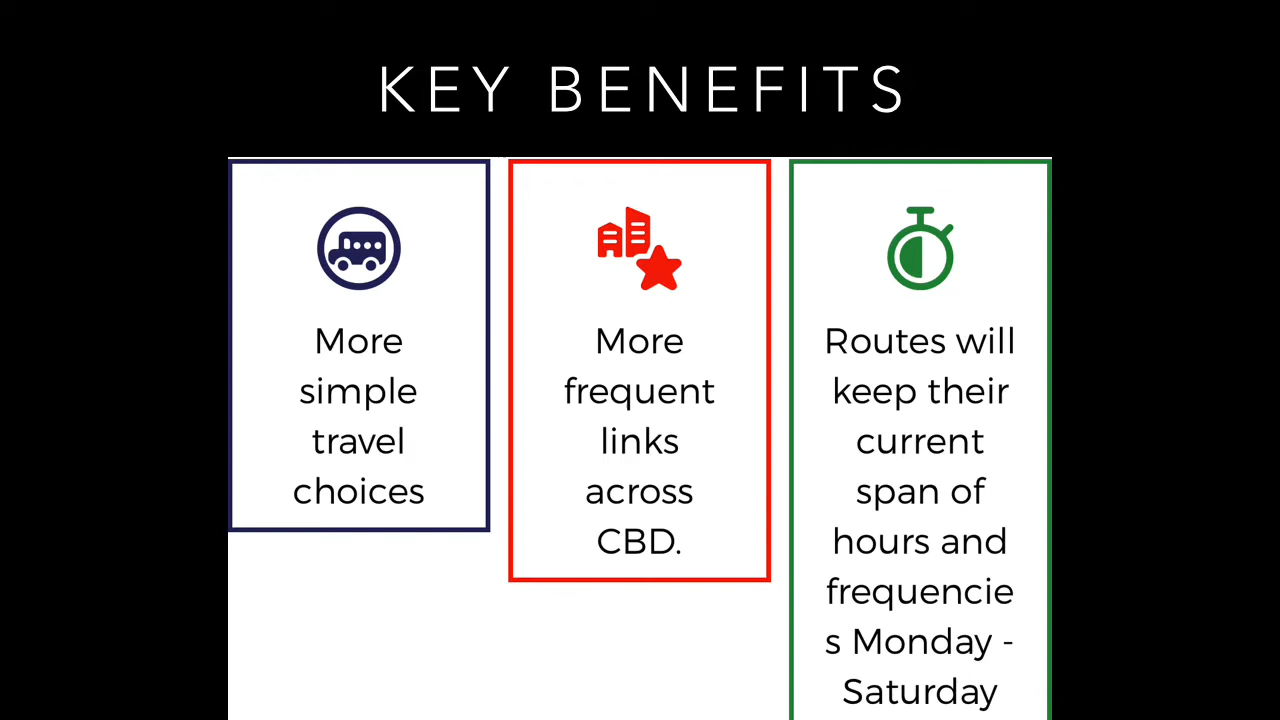 KEY BENEFITS
More
simple
travel
choices
More
frequent
links
across
CBD.
Routes will
keep their
current
span of
hours and
frequencie
s Monday -
Saturday